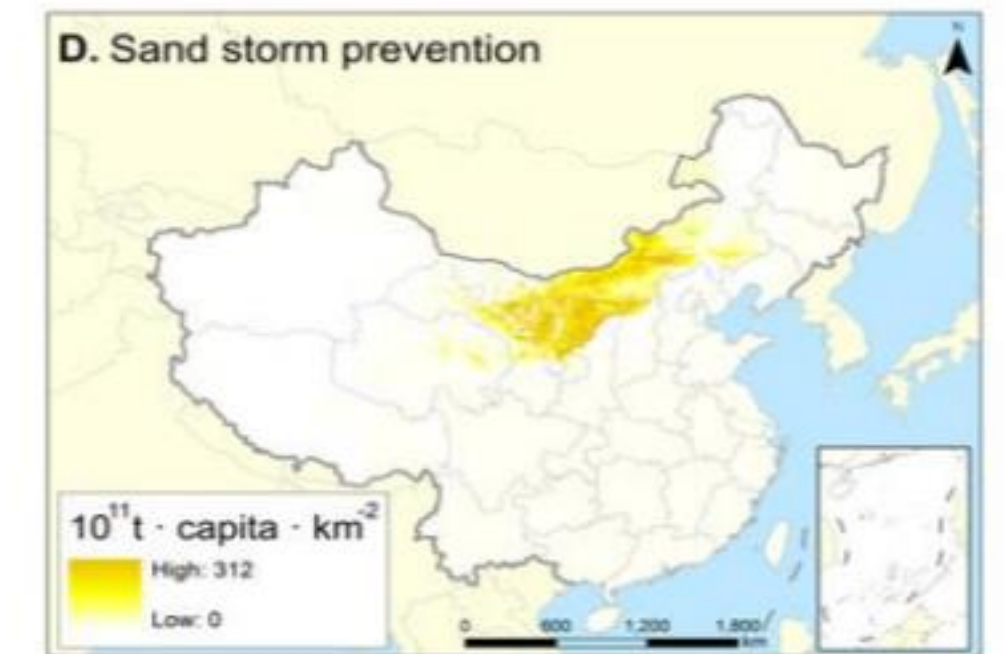 D. Sand storm prevention
N
10¹¹t · capita · km⁻²
High: 312
Low: 0
0 600 1,200 1,800
km